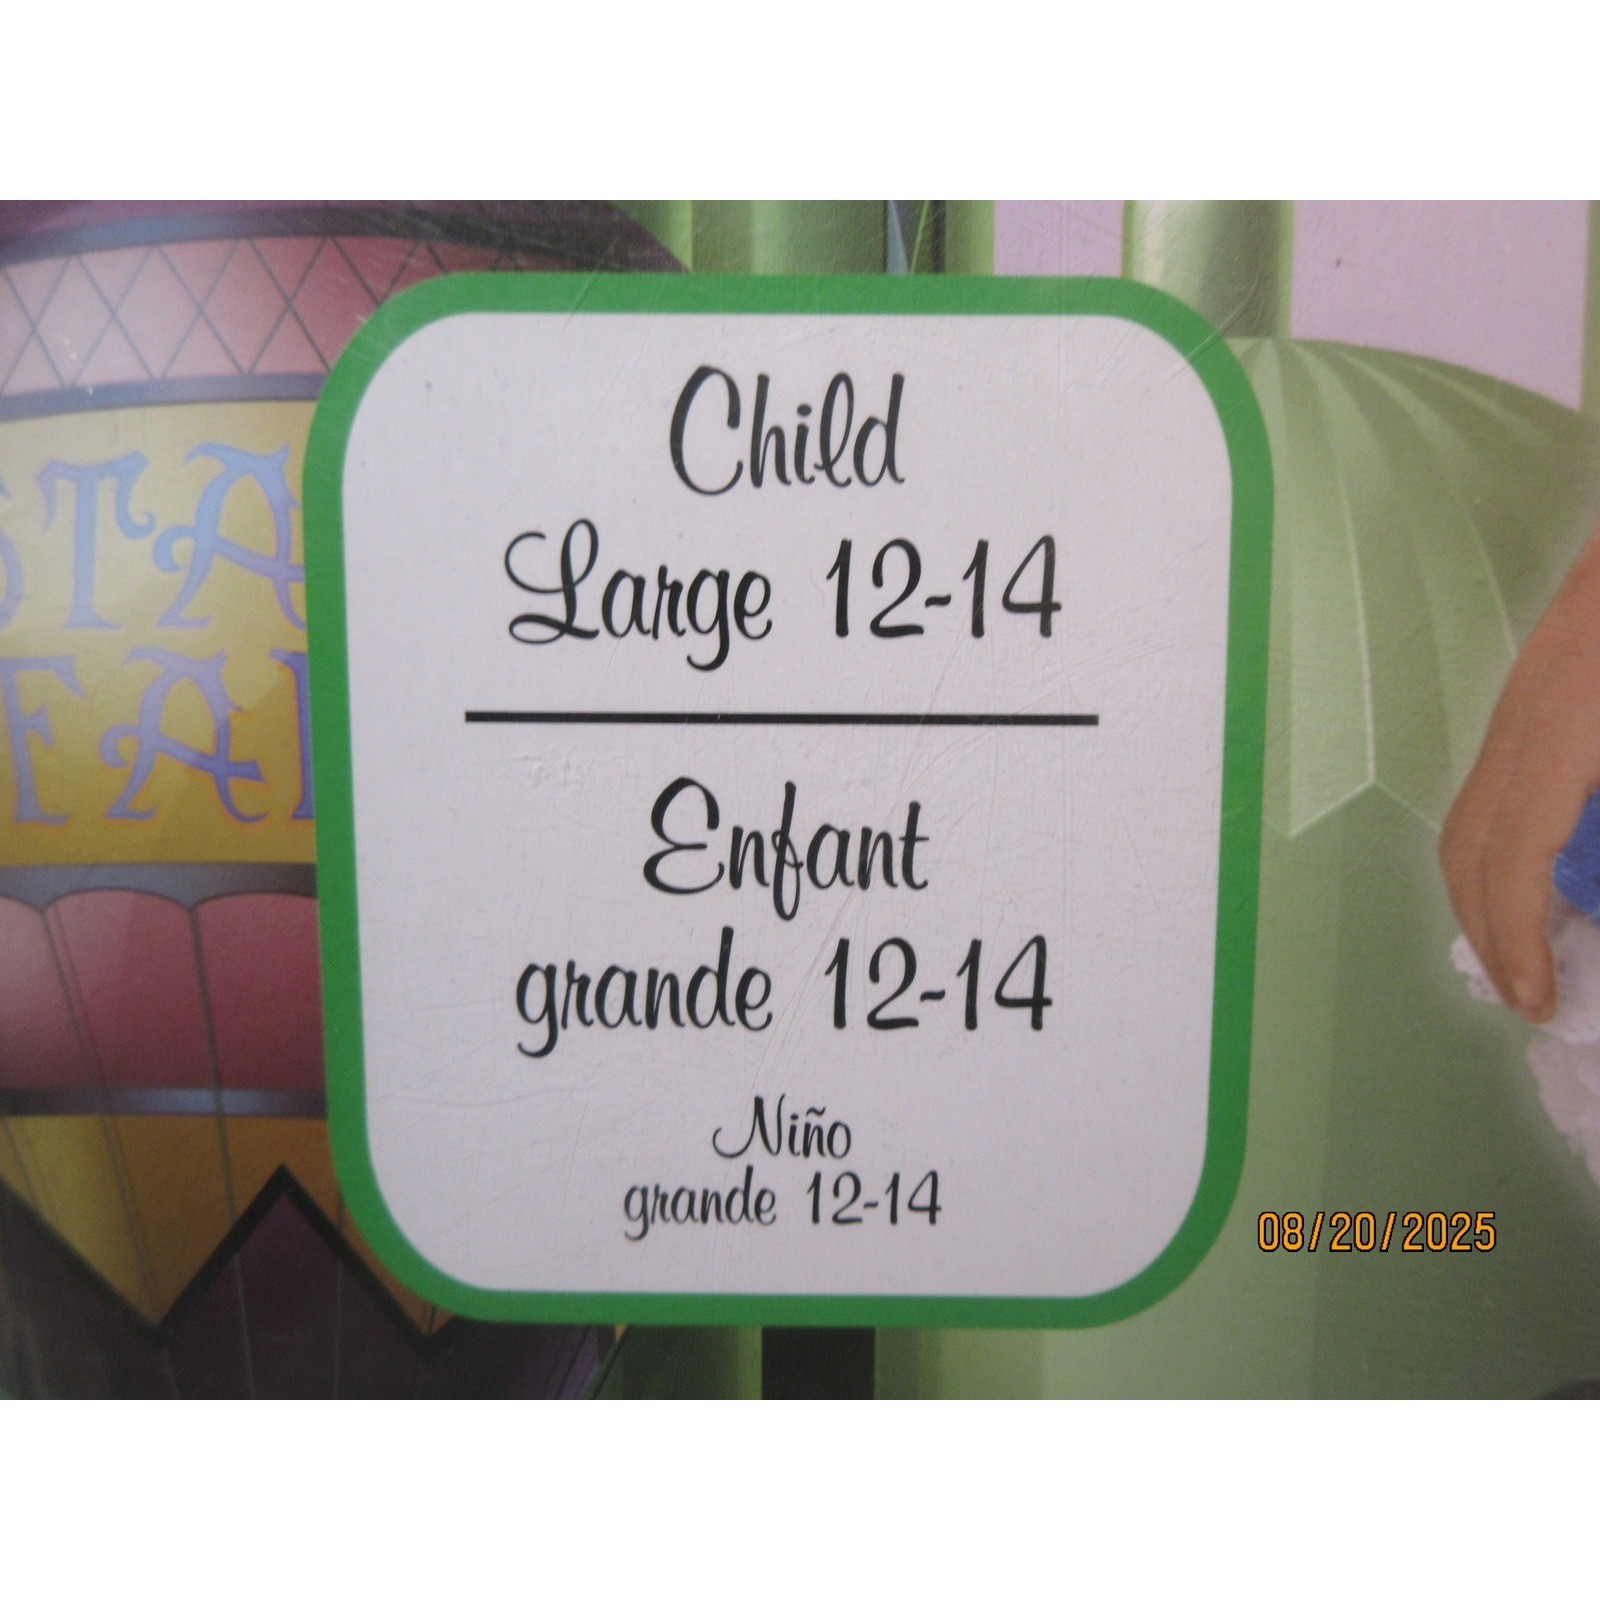 Child
Large 12-14
Enfant
grande 12-14
Niño
grande 12-14
08/20/2025